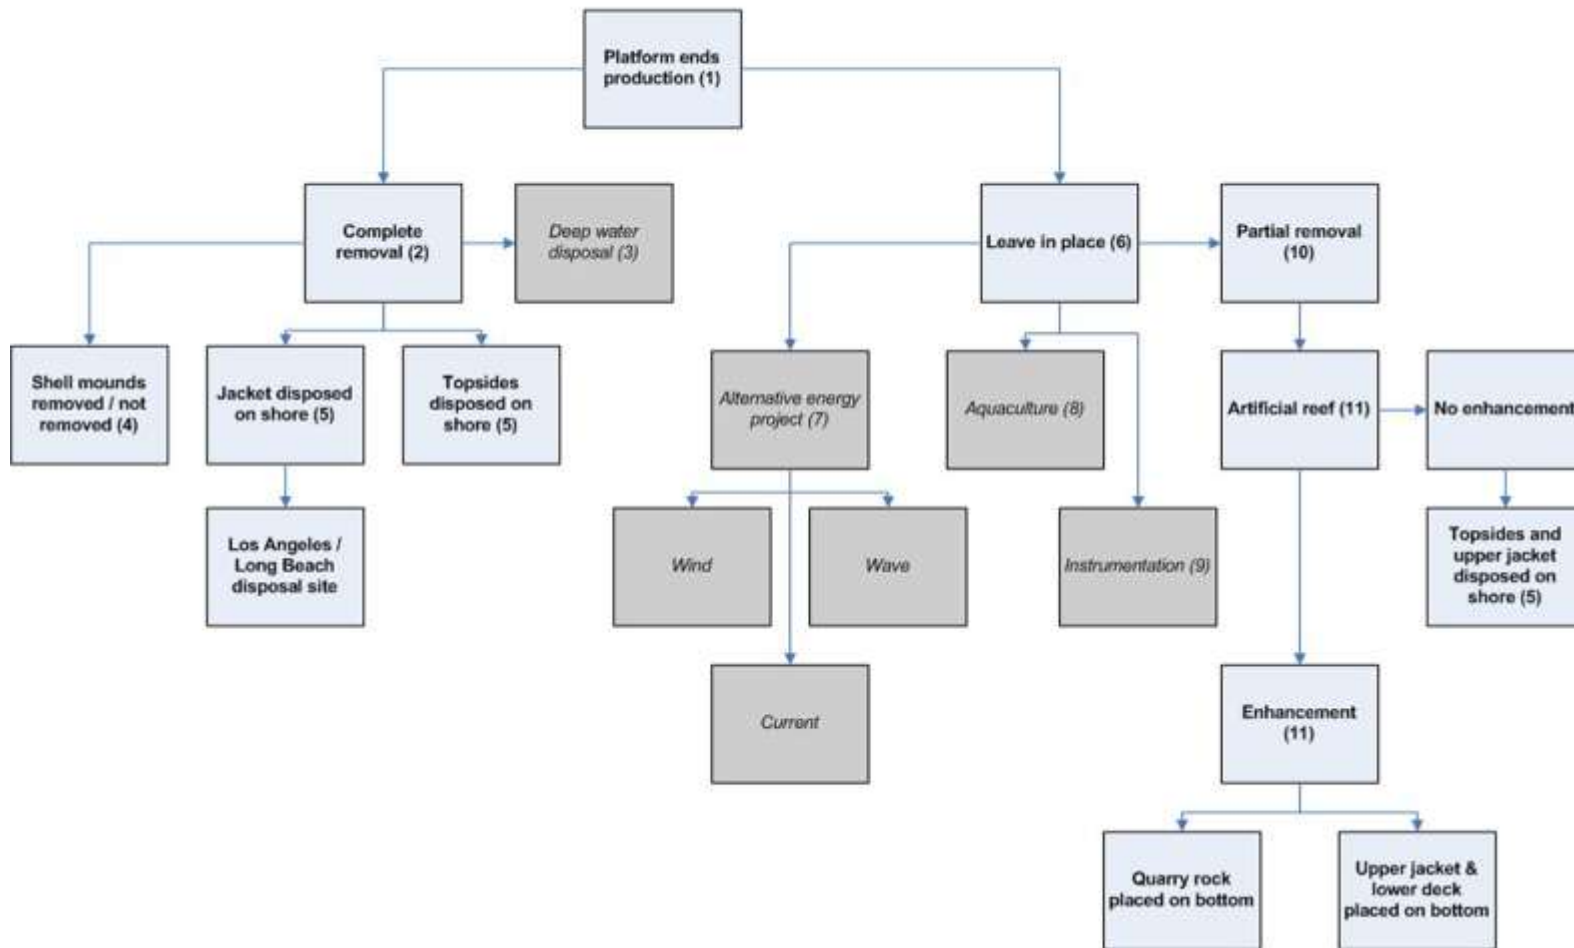 Platform ends
production (1)
Complete
removal (2)
Deep water
disposal (3)
Leave in place (6)
Partial removal
(10)
Shell mounds
removed / not
removed (4)
Jacket disposed
on shore (5)
Topsides
disposed on
shore (5)
Alternative energy
project (7)
Aquaculture (8)
Artificial reef (11)
No enhancement
Los Angeles /
Long Beach
disposal site
Wind
Wave
Instrumentation (9)
Topsides and
upper jacket
disposed on
shore (5)
Current
Enhancement
(11)
Quarry rock
placed on bottom
Upper jacket &
lower deck
placed on bottom